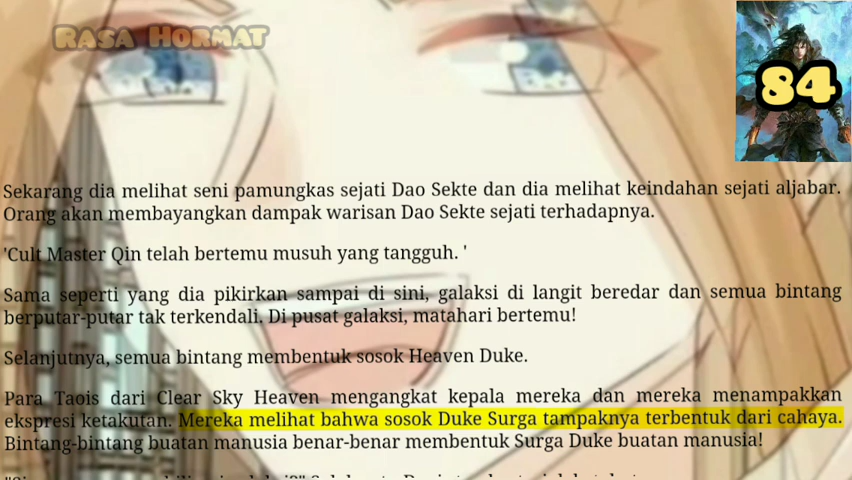 Rasa Hormat
84
Sekarang dia melihat seni pamungkas sejati Dao Sekte dan dia melihat keindahan sejati aljabar.
Orang akan membayangkan dampak warisan Dao Sekte sejati terhadapnya.
'Cult Master Qin telah bertemu musuh yang tangguh. '
Sama seperti yang dia pikirkan sampai di sini, galaksi di langit beredar dan semua bintang
berputar-putar tak terkendali. Di pusat galaksi, matahari bertemu!
Selanjutnya, semua bintang membentuk sosok Heaven Duke.
Para Taois dari Clear Sky Heaven mengangkat kepala mereka dan mereka menampakkan
ekspresi ketakutan. Mereka melihat bahwa sosok Duke Surga tampaknya terbentuk dari cahaya.
Bintang-bintang buatan manusia benar-benar membentuk Surga Duke buatan manusia!